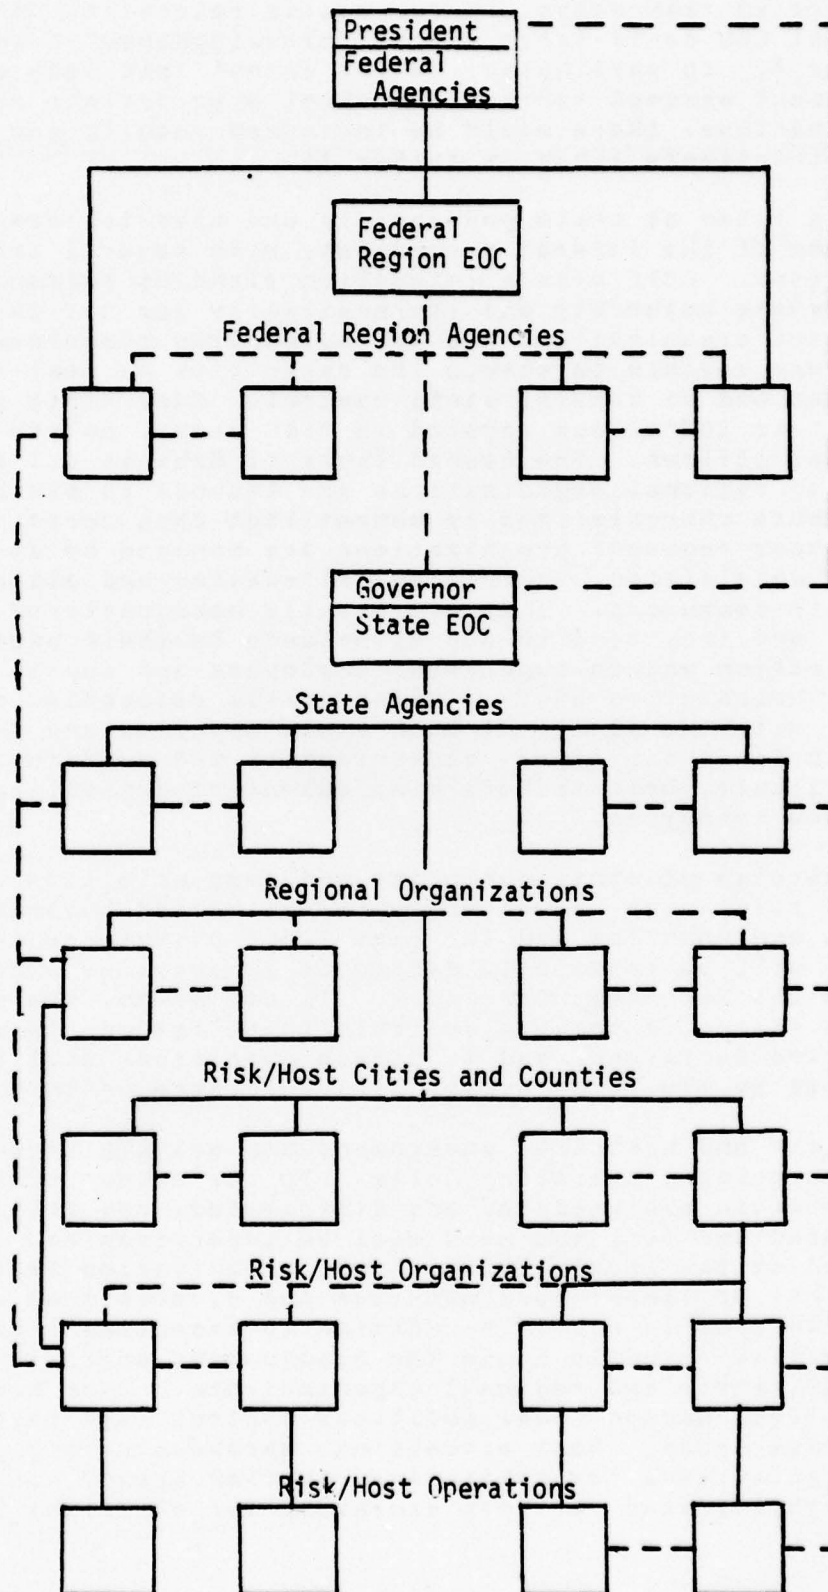 President
Federal
Agencies
Federal
Region EOC
Federal Region Agencies
Governor
State EOC
State Agencies
Regional Organizations
Risk/Host Cities and Counties
Risk/Host Organizations
Risk/Host Operations